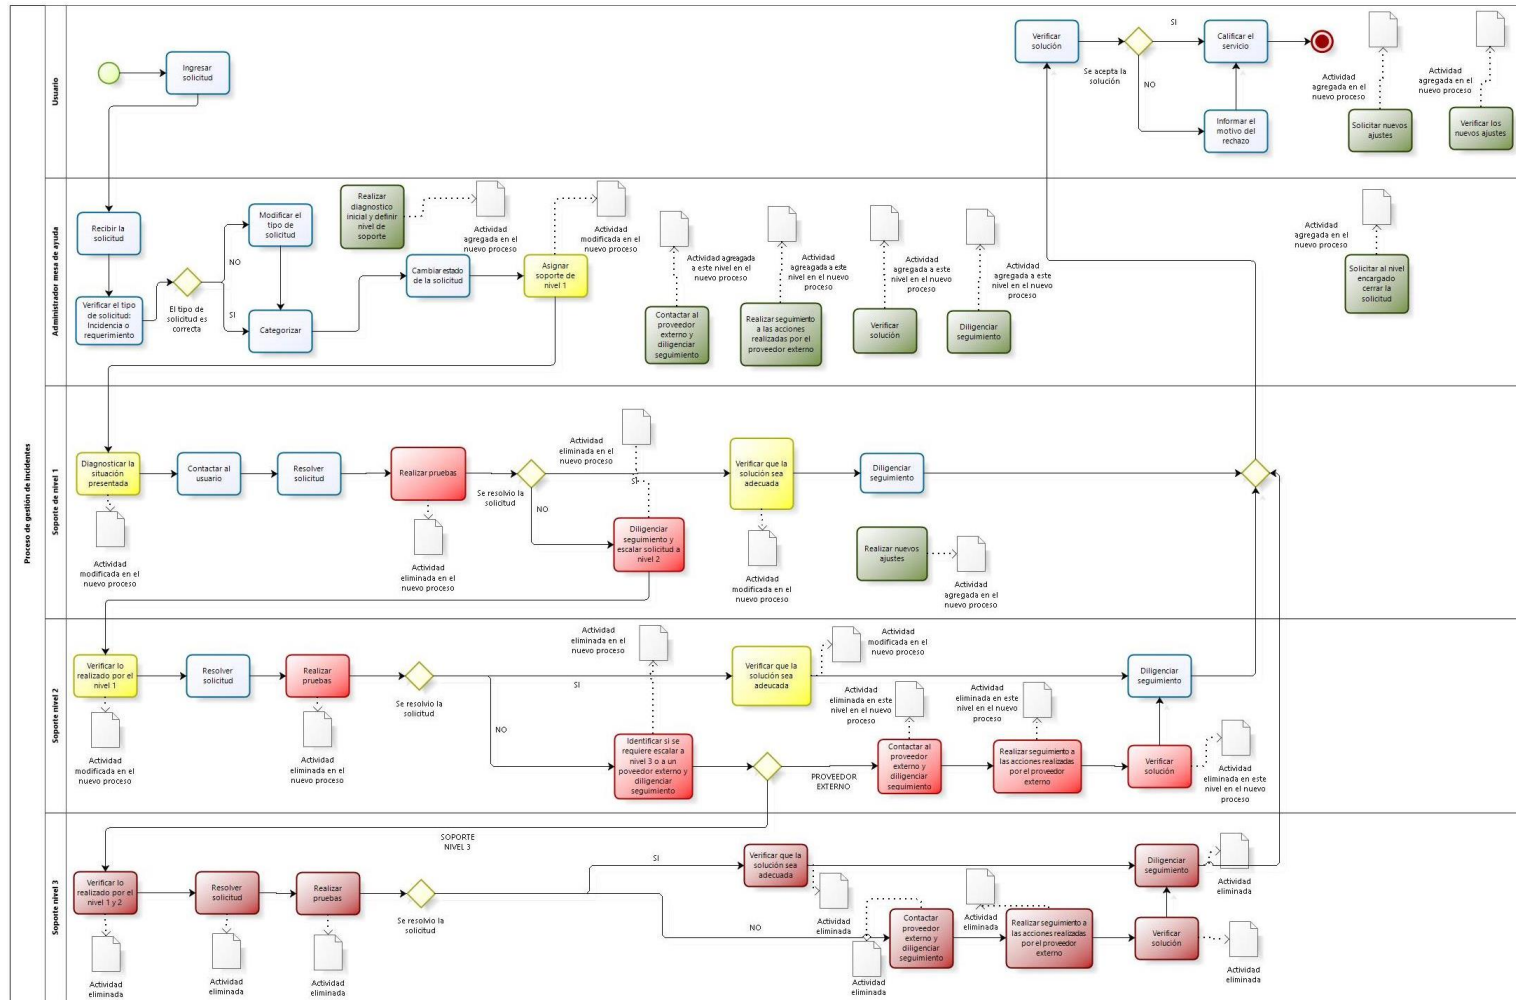 Proceso de gestión de incidentes
Usuario
Ingresar
solicitud
Verificar
solución
Se acepta la
solución
SI
NO
Calificar el
servicio
Informar el
motivo del
rechazo
Actividad
agregada en el
nuevo proceso
Solicitar nuevos
ajustes
Actividad
agregada en el
nuevo proceso
Verificar los
nuevos ajustes
Administrador mesa de ayuda
Recibir la
solicitud
Verificar el tipo
de solicitud:
Incidencia o
requerimiento
El tipo de
solicitud es
correcta
NO
SI
Modificar el
tipo de
solicitud
Categorizar
Realizar
diagnostico
inicial y definir
nivel de
soporte
Actividad
agregada en el
nuevo proceso
Cambiar estado
de la solicitud
Asignar
soporte de
nivel 1
Actividad
modificada en el
nuevo proceso
Actividad agregada
a este nivel en el
nuevo proceso
Contactar al
proveedor
externo y
diligenciar
seguimiento
Actividad
agregada a este
nivel en el nuevo
proceso
Realizar seguimiento
a las acciones
realizadas por el
proveedor externo
Actividad
agregada a este
nivel en el nuevo
proceso
Verificar
solución
Actividad
agregada a este
nivel en el nuevo
proceso
Diligenciar
seguimiento
Actividad
agregada en el
nuevo proceso
Solicitar al nivel
encargado
cerrar la
solicitud
Soporte de nivel 1
Diagnosticar la
situación
presentada
Actividad
modificada en el
nuevo proceso
Contactar al
usuario
Resolver
solicitud
Realizar pruebas
Actividad
eliminada en el
nuevo proceso
Se resolvio la
solicitud
SI
NO
Actividad
eliminada en el
nuevo proceso
Diligenciar
seguimiento y
escalar solicitud a
nivel 2
Verificar que la
solución sea
adecuada
Actividad
modificada en el
nuevo proceso
Diligenciar
seguimiento
Realizar nuevos
ajustes
Actividad
agregada en el
nuevo proceso
Soporte nivel 2
Verificar lo
realizado por el
nivel 1
Actividad
modificada en el
nuevo proceso
Resolver
solicitud
Realizar
pruebas
Actividad
eliminada en el
nuevo proceso
Se resolvio la
solicitud
SI
NO
Actividad
eliminada en el
nuevo proceso
Identificar si se
requiere escalar a
nivel 3 o a un
poveedor externo y
diligenciar
seguimiento
Verificar que la
solución sea
adeucada
Actividad
modificada en el
nuevo proceso
PROVEEDOR
EXTERNO
Actividad
eliminada en este
nivel en el nuevo
proceso
Contactar al
proveedor
externo y
diligenciar
seguimiento
Actividad
eliminada en este
nivel en el nuevo
proceso
Realizar seguimiento a
las acciones realizadas
por el proveedor
externo
Diligenciar
seguimiento
Verificar
solución
Actividad
eliminada en este
nivel en el nuevo
proceso
SOPORTE
NIVEL 3
Soporte nivel 3
Verificar lo
realizado por el
nivel 1 y 2
Actividad
eliminada
Resolver
solicitud
Actividad
eliminada
Realizar
pruebas
Actividad
eliminada
Se resolvio la
solicitud
SI
NO
Verificar que la
solución sea
adecuada
Actividad
eliminada
Contactar
proveedor
externo y
diligenciar
seguimiento
Actividad
eliminada
Realizar seguimiento a
las acciones realizadas
por el proveedor
externo
Actividad
eliminada
Diligenciar
seguimiento
Actividad
eliminada
Verificar
solución
Actividad
eliminada